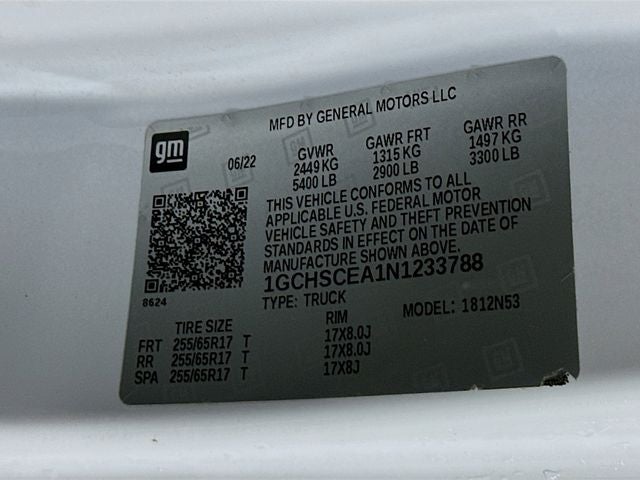 MFD BY GENERAL MOTORS LLC
gm
06/22 GVWR GAWR FRT GAWR RR
2449 KG 1315 KG 1497 KG
5400 LB 2900 LB 3300 LB
THIS VEHICLE CONFORMS TO ALL
APPLICABLE U.S. FEDERAL MOTOR
VEHICLE SAFETY AND THEFT PREVENTION
STANDARDS IN EFFECT ON THE DATE OF
MANUFACTURE SHOWN ABOVE.
1GCHSCEA1N1233788
8624
TYPE: TRUCK MODEL: 1812N53
TIRE SIZE RIM
FRT 255/65R17 T 17X8.0J
RR 255/65R17 T 17X8.0J
SPA 255/65R17 T 17X8J